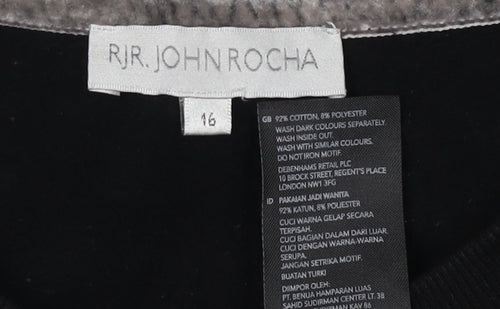 RJR. JOHN ROCHA
16
GB 92% COTTON, 8% POLYESTER
WASH DARK COLOURS SEPARATELY.
WASH INSIDE OUT.
WASH WITH SIMILAR COLOURS.
DO NOT IRON MOTIF.
DEBENHAMS RETAIL PLC
10 BROCK STREET, REGENT'S PLACE
LONDON NW1 3FG
ID PAKAIAN JADI WANITA
92% KATUN, 8% POLIESTER
CUCI WARNA GELAP SECARA
TERPISAH.
CUCI BAGIAN DALAM DARI LUAR.
CUCI DENGAN WARNA-WARNA
SERUPA.
JANGAN SETRIKA MOTIF.
BUATAN TURKI
DIIMPOR OLEH:
PT. BENUA HAMPARAN LUAS
SAHID SUDIRMAN CENTER LT. 38
SUDIRMAN KAV 86